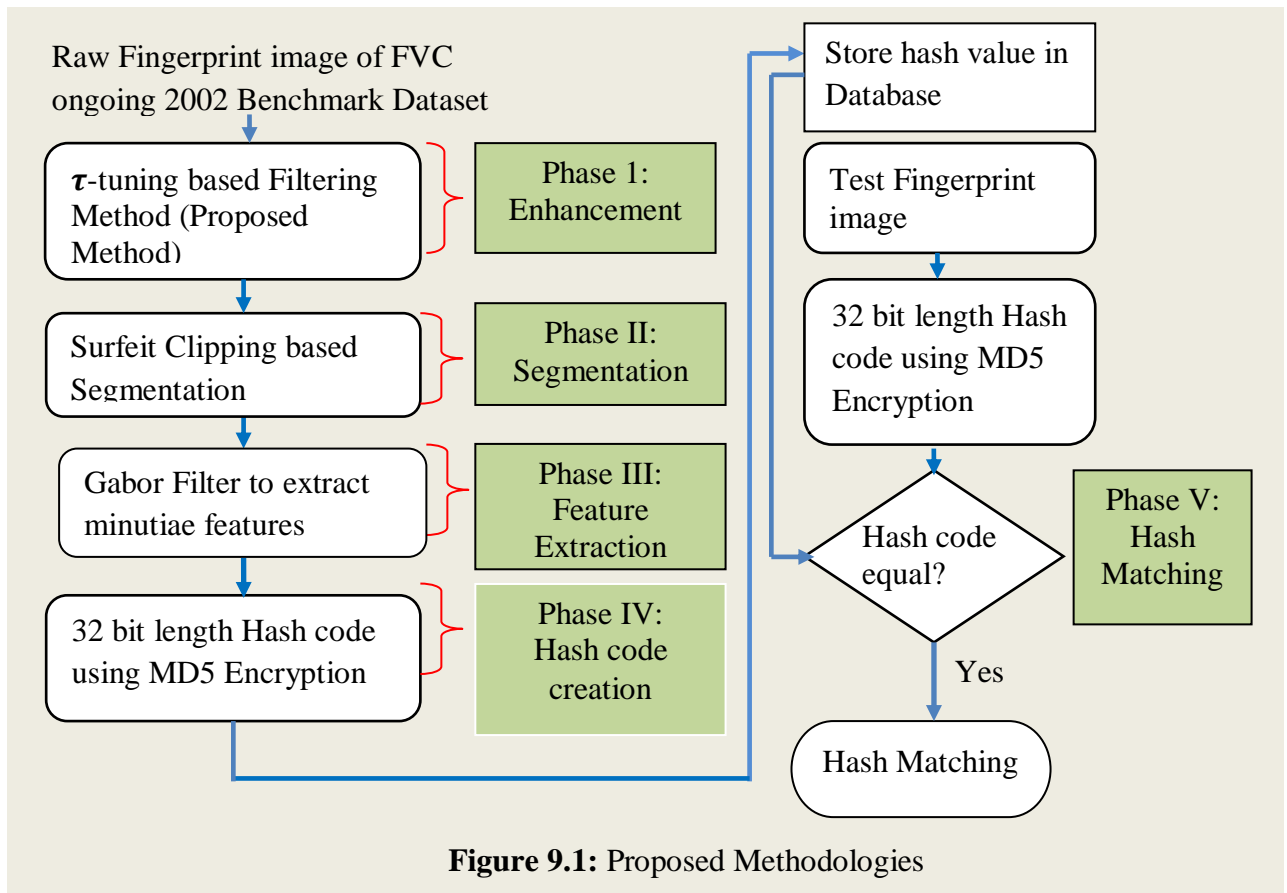 Raw Fingerprint image of FVC
ongoing 2002 Benchmark Dataset
τ-tuning based Filtering
Method (Proposed
Method)
Phase 1:
Enhancement
Surfeit Clipping based
Segmentation
Phase II:
Segmentation
Gabor Filter to extract
minutiae features
Phase III:
Feature
Extraction
32 bit length Hash code
using MD5 Encryption
Phase IV:
Hash code
creation
Store hash value in
Database
Test Fingerprint
image
32 bit length Hash
code using MD5
Encryption
Hash code
equal?
Phase V:
Hash
Matching
Yes
Hash Matching
Figure 9.1: Proposed Methodologies